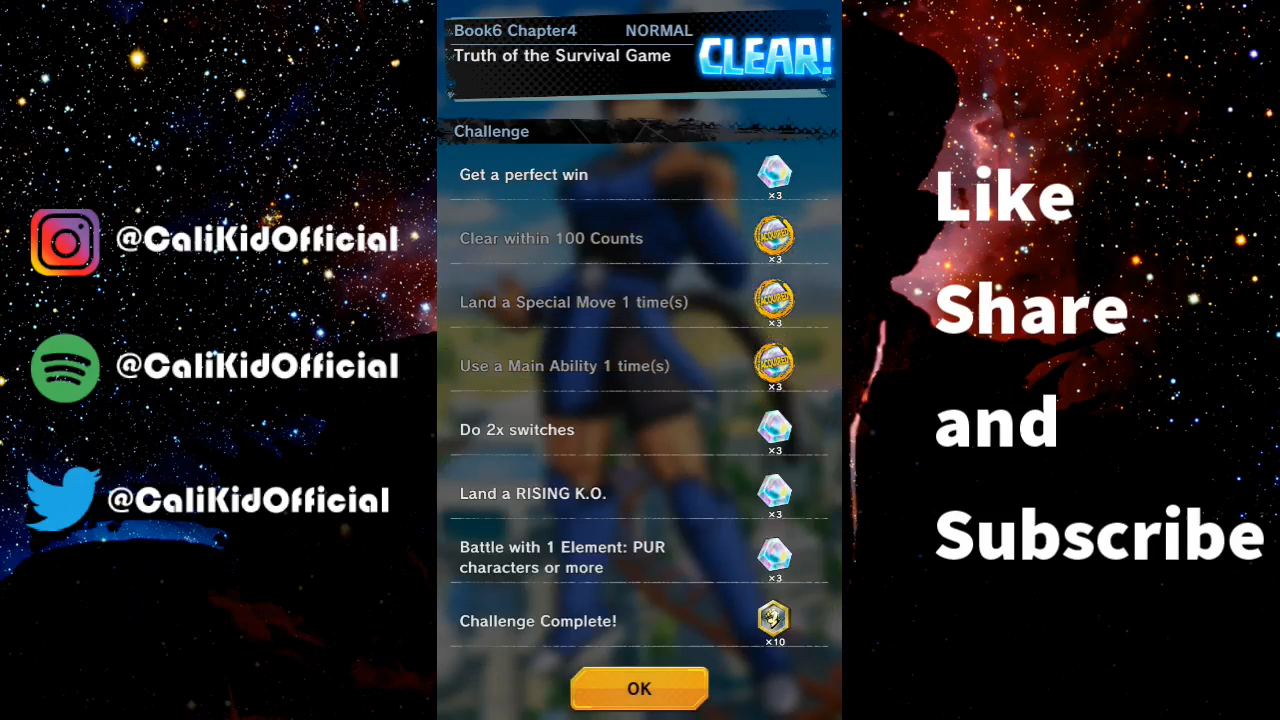 Book6 Chapter4 NORMAL
CLEAR!
Truth of the Survival Game
Challenge
Get a perfect win
×3
Clear within 100 Counts
ACQUIRED
×3
Land a Special Move 1 time(s)
ACQUIRED
×3
Use a Main Ability 1 time(s)
ACQUIRED
×3
Do 2x switches
×3
Land a RISING K.O.
×3
Battle with 1 Element: PUR
characters or more
×3
Challenge Complete!
×10
OK
@CaliKidOfficial
@CaliKidOfficial
@CaliKidOfficial
Like
Share
and
Subscribe